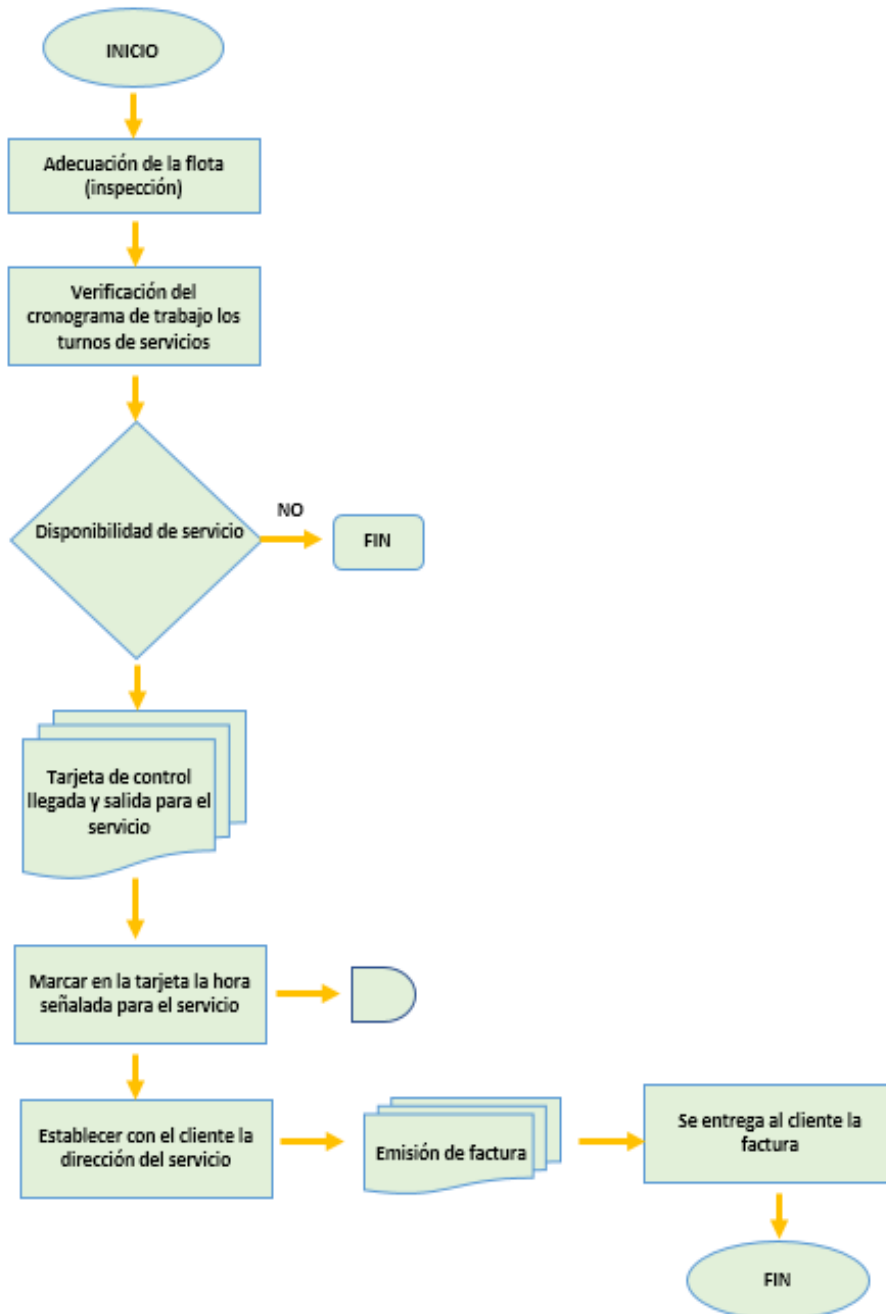 INICIO
Adecuación de la flota
(inspección)
Verificación del
cronograma de trabajo los
turnos de servicios
Disponibilidad de servicio
NO
FIN
Tarjeta de control
llegada y salida para el
servicio
Marcar en la tarjeta la hora
señalada para el servicio
Establecer con el cliente la
dirección del servicio
Emisión de factura
Se entrega al cliente la
factura
FIN